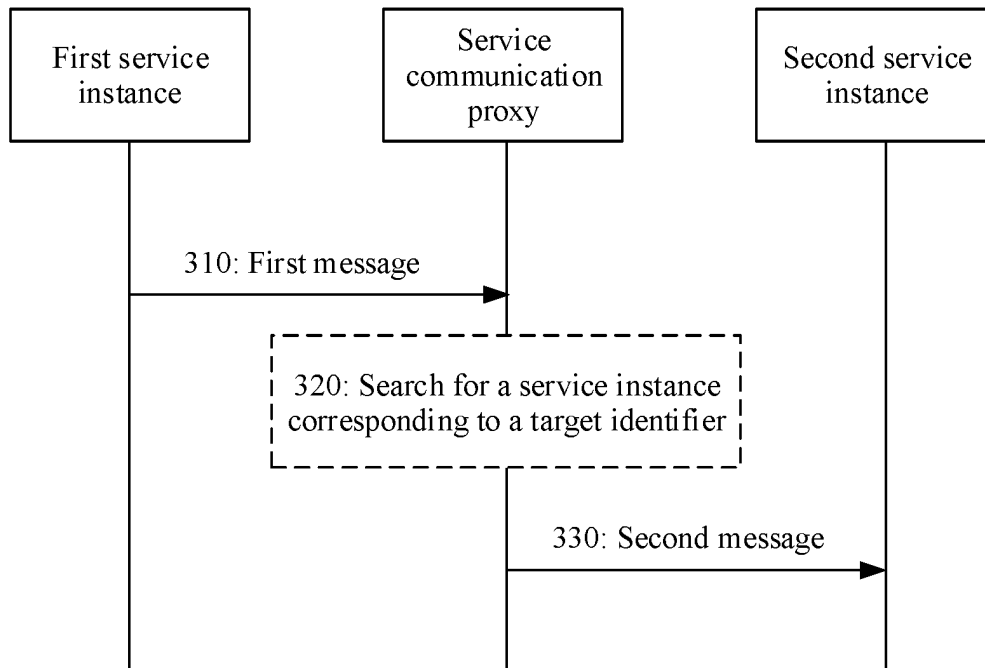 First service
instance
Service
communication
proxy
Second service
instance
310: First message
320: Search for a service instance
corresponding to a target identifier
330: Second message